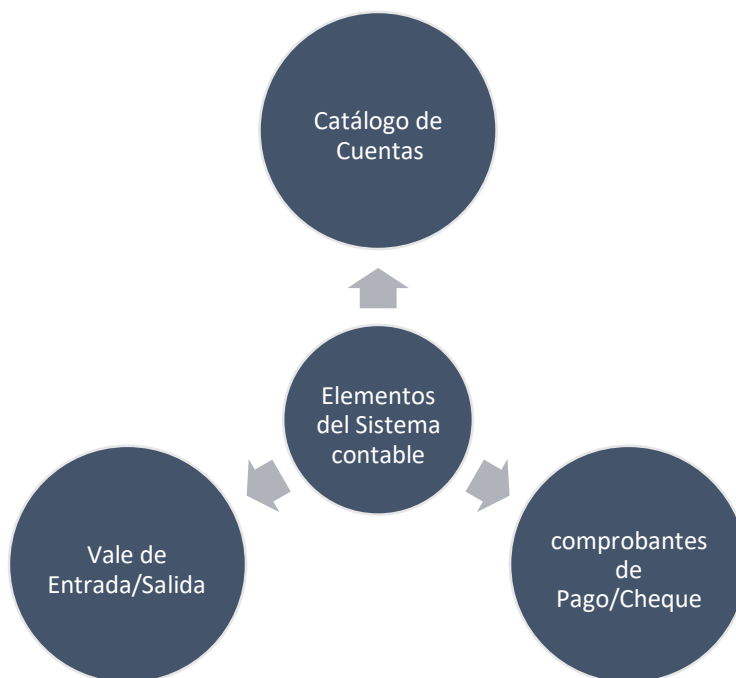 Catálogo de
Cuentas
Elementos
del Sistema
contable
Vale de
Entrada/Salida
comprobantes
de
Pago/Cheque